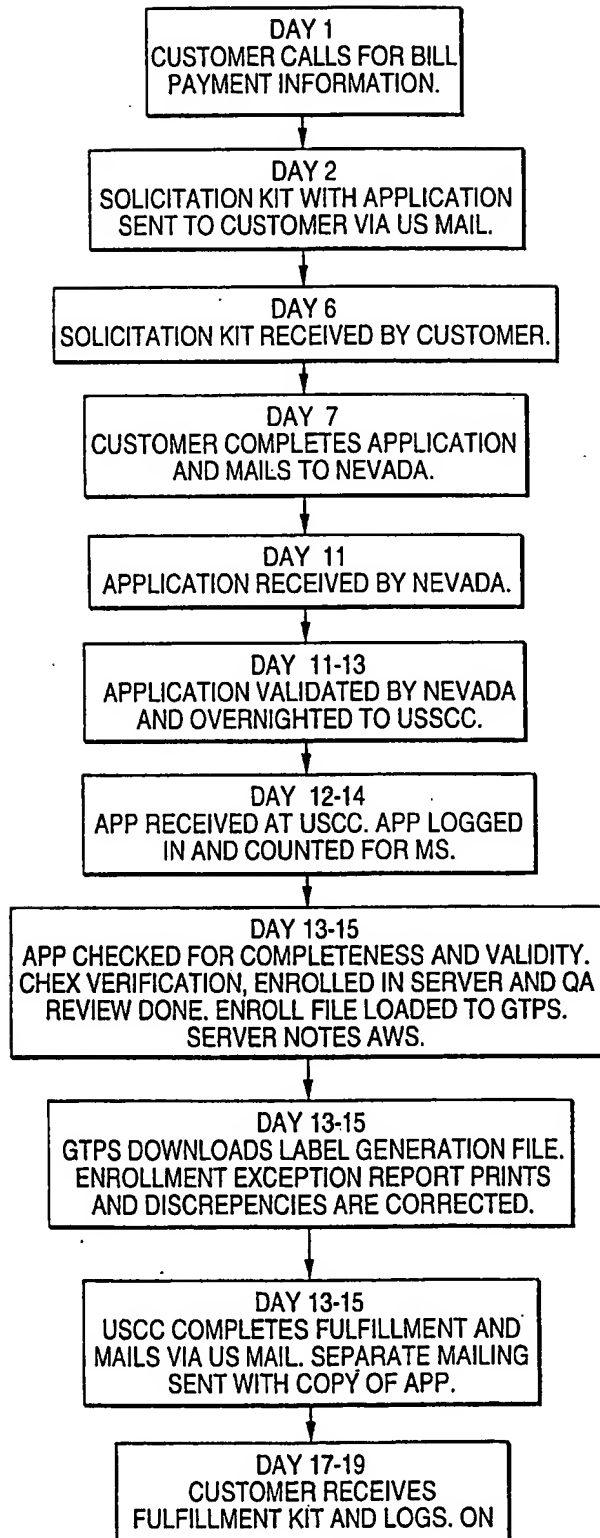 DAY 1
CUSTOMER CALLS FOR BILL
PAYMENT INFORMATION.
DAY 2
SOLICITATION KIT WITH APPLICATION
SENT TO CUSTOMER VIA US MAIL.
DAY 6
SOLICITATION KIT RECEIVED BY CUSTOMER.
DAY 7
CUSTOMER COMPLETES APPLICATION
AND MAILS TO NEVADA.
DAY 11
APPLICATION RECEIVED BY NEVADA.
DAY 11-13
APPLICATION VALIDATED BY NEVADA
AND OVERNIGHTED TO USSCC.
DAY 12-14
APP RECEIVED AT USCC. APP LOGGED
IN AND COUNTED FOR MS.
DAY 13-15
APP CHECKED FOR COMPLETENESS AND VALIDITY.
CHEX VERIFICATION, ENROLLED IN SERVER AND QA
REVIEW DONE. ENROLL FILE LOADED TO GTPS.
SERVER NOTES AWS.
DAY 13-15
GTPS DOWNLOADS LABEL GENERATION FILE.
ENROLLMENT EXCEPTION REPORT PRINTS
AND DISCREPENCIES ARE CORRECTED.
DAY 13-15
USCC COMPLETES FULFILLMENT AND
MAILS VIA US MAIL. SEPARATE MAILING
SENT WITH COPY OF APP.
DAY 17-19
CUSTOMER RECEIVES
FULFILLMENT KIT AND LOGS. ON